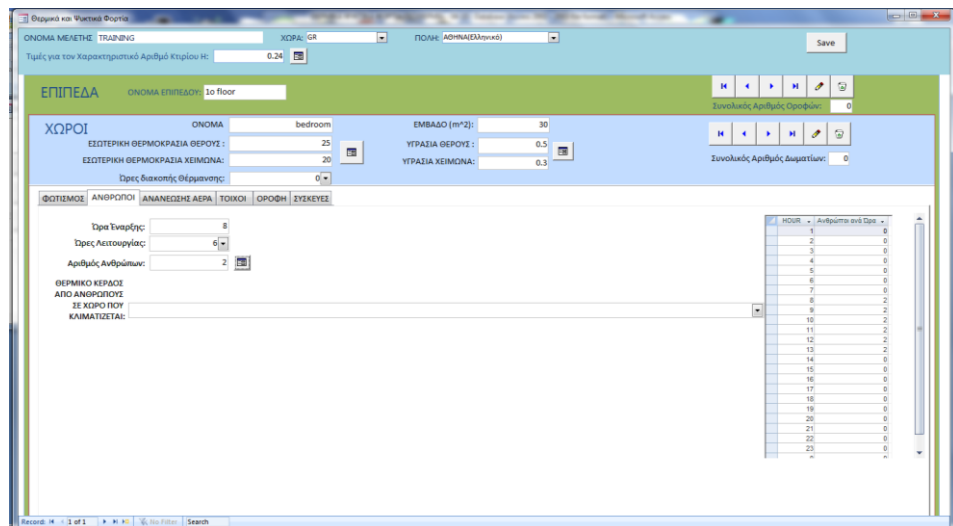 Θερμικά και Ψυκτικά Φορτία
ΟΝΟΜΑ ΜΕΛΕΤΗΣ TRAINING ΧΩΡΑ: GR ΠΟΛΗ: ΑΘΗΝΑ(Ελληνικό) Save
Τιμές για τον Χαρακτηριστικό Αριθμό Κτιρίου Η: 0.24
ΕΠΙΠΕΔΑ ΟΝΟΜΑ ΕΠΙΠΕΔΟΥ: 1o floor
Συνολικός Αριθμός Οροφών: 0
ΧΩΡΟΙ ΟΝΟΜΑ bedroom ΕΜΒΑΔΟ (m^2): 30
ΕΣΩΤΕΡΙΚΗ ΘΕΡΜΟΚΡΑΣΙΑ ΘΕΡΟΥΣ : 25 ΥΓΡΑΣΙΑ ΘΕΡΟΥΣ : 0.5
ΕΣΩΤΕΡΙΚΗ ΘΕΡΜΟΚΡΑΣΙΑ ΧΕΙΜΩΝΑ: 20 ΥΓΡΑΣΙΑ ΧΕΙΜΩΝΑ: 0.3 Συνολικός Αριθμός Δωματίων: 0
Ώρες διακοπής Θέρμανσης: 0
ΦΩΤΙΣΜΟΣ ΑΝΘΡΩΠΟΙ ΑΝΑΝΕΩΣΗΣ ΑΕΡΑ ΤΟΙΧΟΙ ΟΡΟΦΗ ΣΥΣΚΕΥΕΣ
Ώρα Έναρξης: 8
Ώρες Λειτουργίας: 6
Αριθμός Ανθρώπων: 2
ΘΕΡΜΙΚΟ ΚΕΡΔΟΣ
ΑΠΟ ΑΝΘΡΩΠΟΥΣ
ΣΕ ΧΩΡΟ ΠΟΥ
ΚΛΙΜΑΤΙΖΕΤΑΙ:
HOUR Ανθρώποι ανά Ώρα
1 0
2 0
3 0
4 0
5 0
6 0
7 0
8 2
9 2
10 2
11 2
12 2
13 2
14 0
15 0
16 0
17 0
18 0
19 0
20 0
21 0
22 0
23 0
Record: 1 of 1 No Filter Search